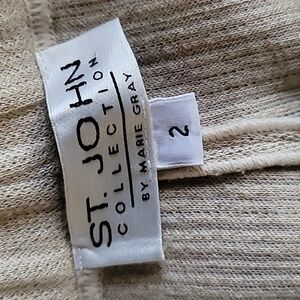 ST. JOHN
COLLECTION
BY MARIE GRAY
2